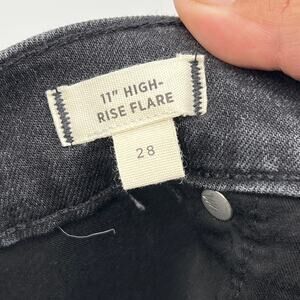 11" HIGH-
RISE FLARE
28